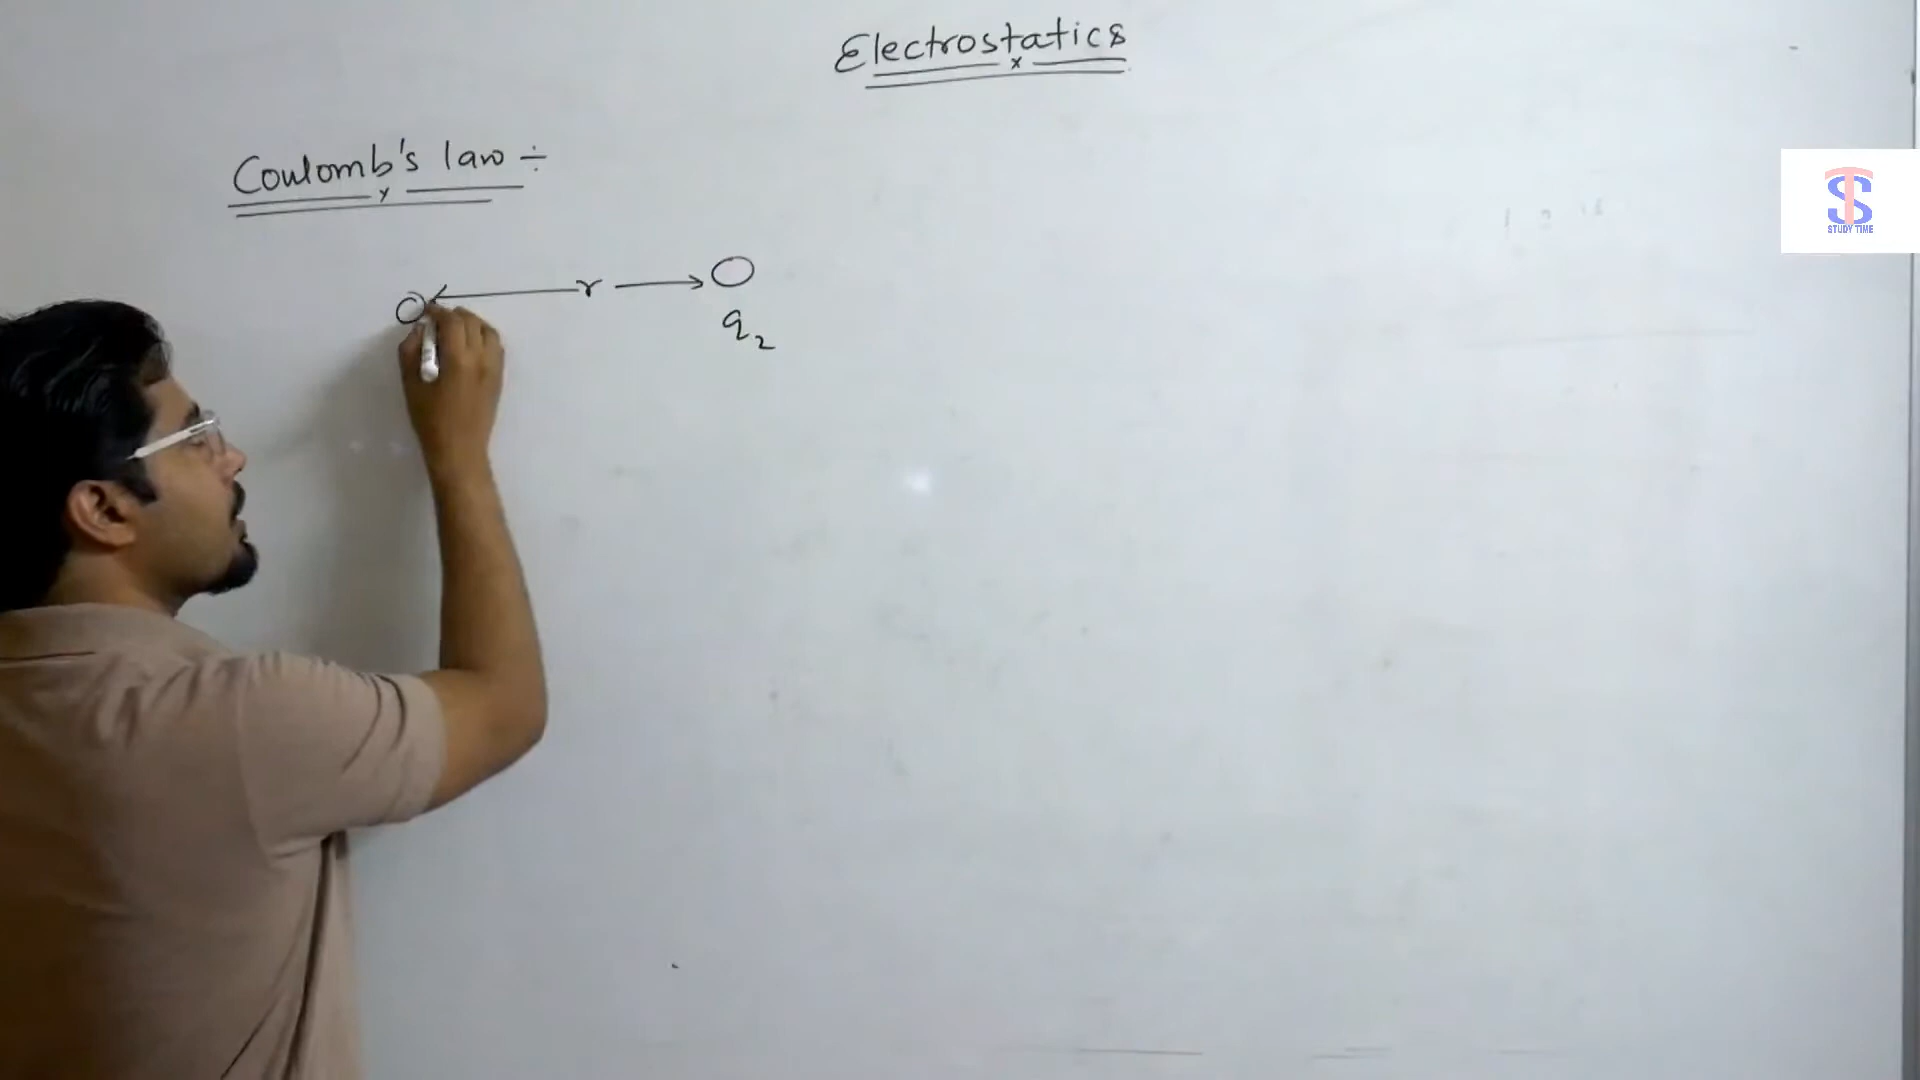 Electrostatics
Coulomb's law ÷
r
q2
STUDY TIME